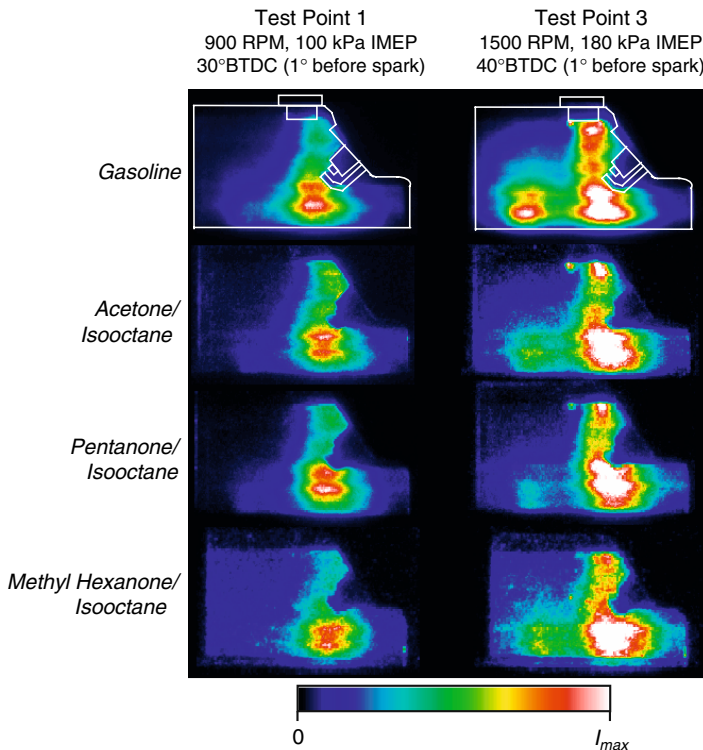 Test Point 1
900 RPM, 100 kPa IMEP
30°BTDC (1° before spark)
Test Point 3
1500 RPM, 180 kPa IMEP
40°BTDC (1° before spark)
Gasoline
Acetone/
Isooctane
Pentanone/
Isooctane
Methyl Hexanone/
Isooctane
0
I_max